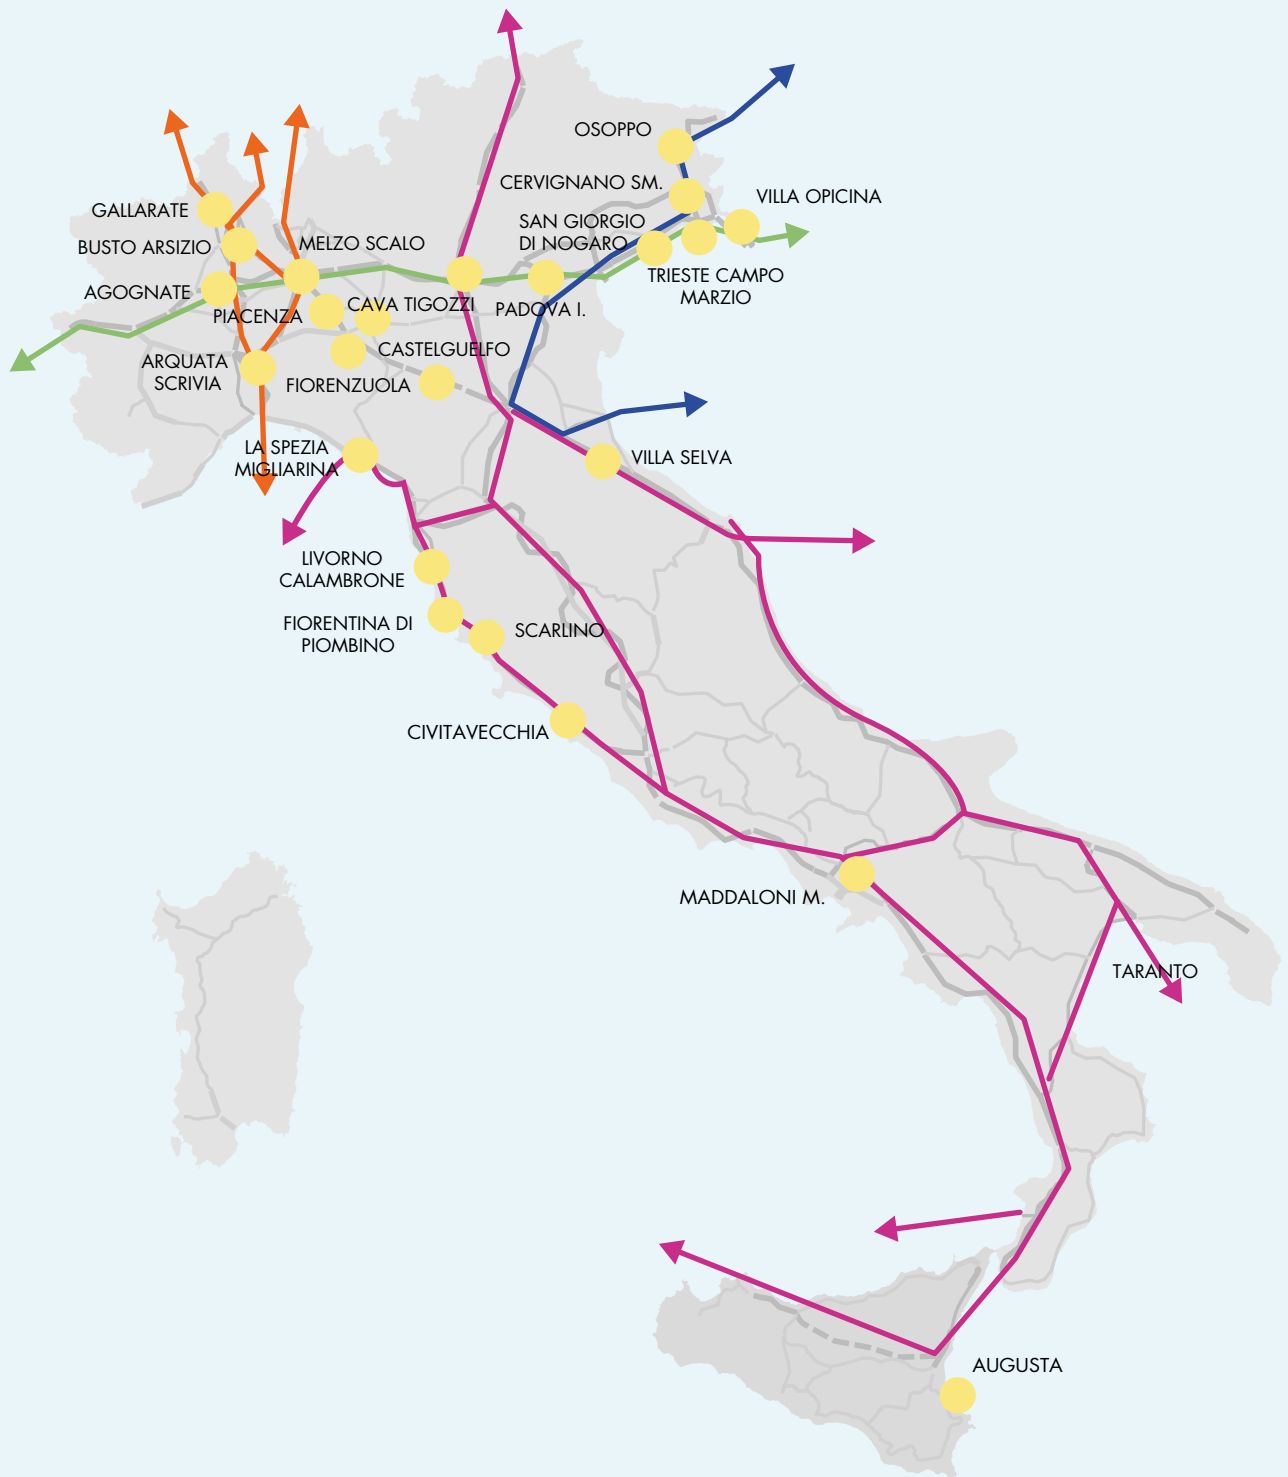 OSOPPO
CERVIGNANO SM.
VILLA OPICINA
GALLARATE
SAN GIORGIO
DI NOGARO
BUSTO ARSIZIO
MELZO SCALO
TRIESTE CAMPO
MARZIO
AGOGNATE
CAVA TIGOZZI
PADOVA I.
PIACENZA
CASTELGUELFO
ARQUATA
SCRIVIA
FIORENZUOLA
LA SPEZIA
MIGLIARINA
VILLA SELVA
LIVORNO
CALAMBRONE
FIORENTINA DI
PIOMBINO
SCARLINO
CIVITAVECCHIA
MADDALONI M.
TARANTO
AUGUSTA